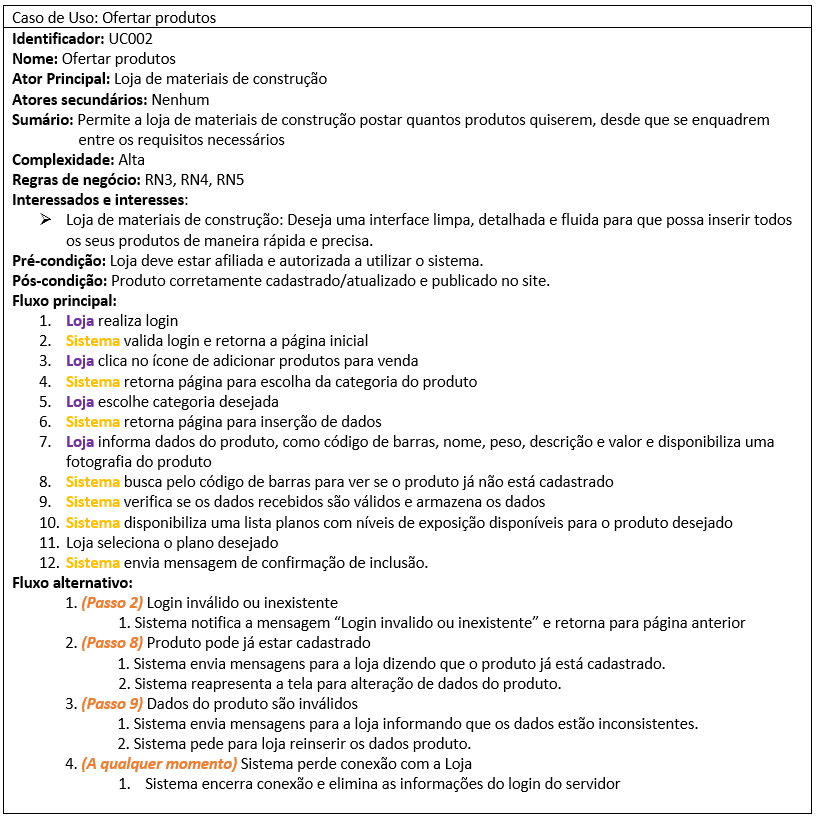 Caso de Uso: Ofertar produtos
Identificador: UC002
Nome: Ofertar produtos
Ator Principal: Loja de materiais de construção
Atores secundários: Nenhum
Sumário: Permite a loja de materiais de construção postar quantos produtos quiserem, desde que se enquadrem
entre os requisitos necessários
Complexidade: Alta
Regras de negócio: RN3, RN4, RN5
Interessados e interesses:
➢ Loja de materiais de construção: Deseja uma interface limpa, detalhada e fluida para que possa inserir todos
os seus produtos de maneira rápida e precisa.
Pré-condição: Loja deve estar afiliada e autorizada a utilizar o sistema.
Pós-condição: Produto corretamente cadastrado/atualizado e publicado no site.
Fluxo principal:
1. Loja realiza login
2. Sistema valida login e retorna a página inicial
3. Loja clica no ícone de adicionar produtos para venda
4. Sistema retorna página para escolha da categoria do produto
5. Loja escolhe categoria desejada
6. Sistema retorna página para inserção de dados
7. Loja informa dados do produto, como código de barras, nome, peso, descrição e valor e disponibiliza uma
fotografia do produto
8. Sistema busca pelo código de barras para ver se o produto já não está cadastrado
9. Sistema verifica se os dados recebidos são válidos e armazena os dados
10. Sistema disponibiliza uma lista planos com níveis de exposição disponíveis para o produto desejado
11. Loja seleciona o plano desejado
12. Sistema envia mensagem de confirmação de inclusão.
Fluxo alternativo:
1. (Passo 2) Login inválido ou inexistente
1. Sistema notifica a mensagem “Login invalido ou inexistente” e retorna para página anterior
2. (Passo 8) Produto pode já estar cadastrado
1. Sistema envia mensagens para a loja dizendo que o produto já está cadastrado.
2. Sistema reapresenta a tela para alteração de dados do produto.
3. (Passo 9) Dados do produto são inválidos
1. Sistema envia mensagens para a loja informando que os dados estão inconsistentes.
2. Sistema pede para loja reinserir os dados produto.
4. (A qualquer momento) Sistema perde conexão com a Loja
1. Sistema encerra conexão e elimina as informações do login do servidor